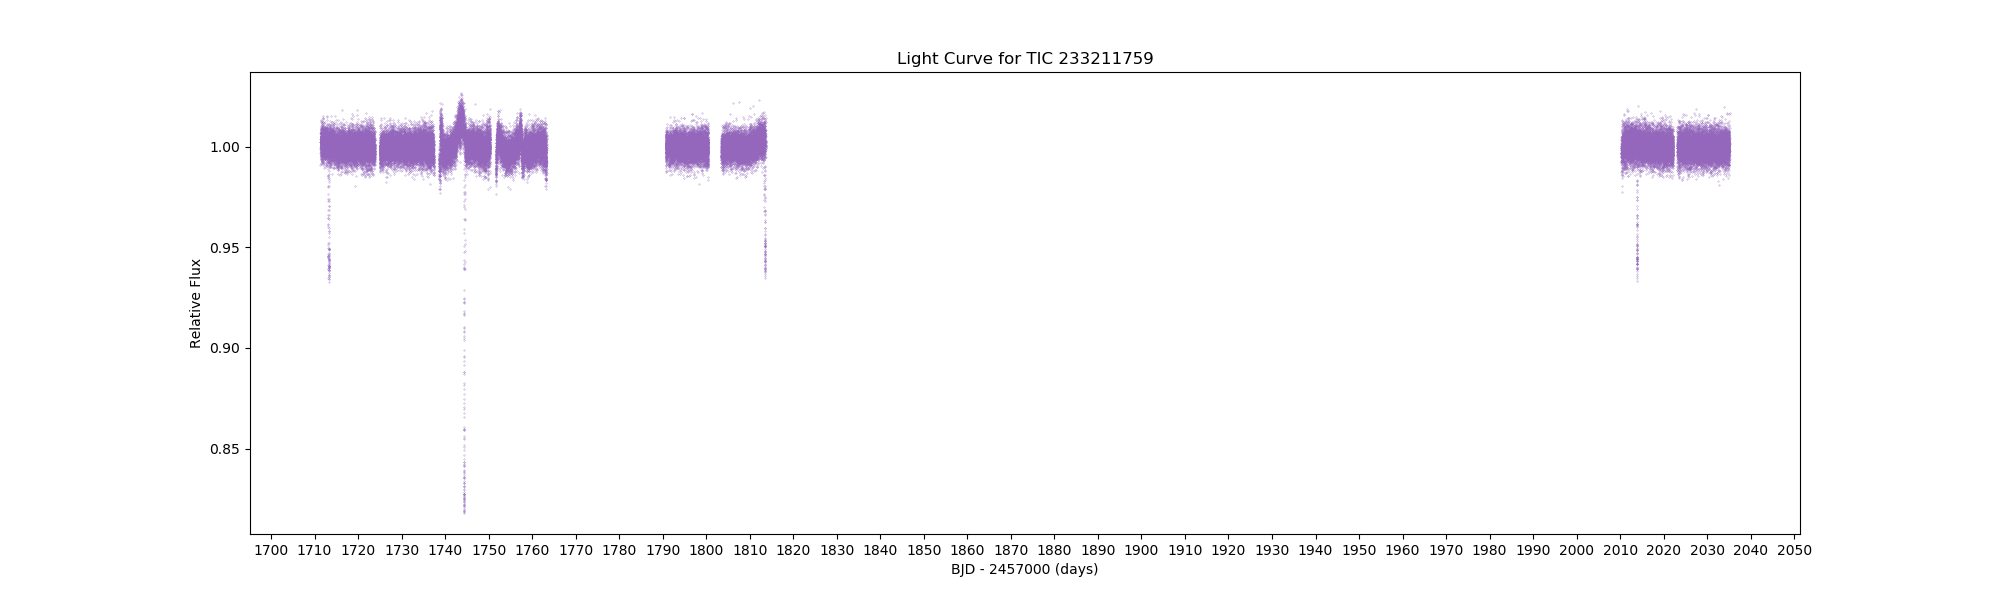 Light Curve for TIC 233211759
Relative Flux
1.00
0.95
0.90
0.85
1700 1710 1720 1730 1740 1750 1760 1770 1780 1790 1800 1810 1820 1830 1840 1850 1860 1870 1880 1890 1900 1910 1920 1930 1940 1950 1960 1970 1980 1990 2000 2010 2020 2030 2040 2050
BJD - 2457000 (days)